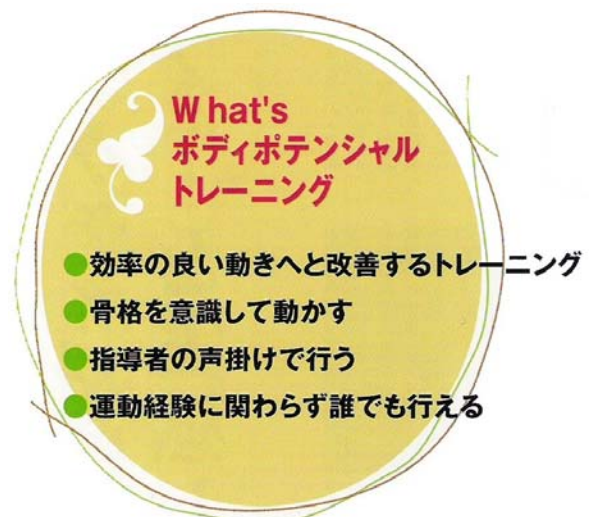 What's
ボディポテンシャル
トレーニング
●効率の良い動きへと改善するトレーニング
●骨格を意識して動かす
●指導者の声掛けで行う
●運動経験に関わらず誰でも行える